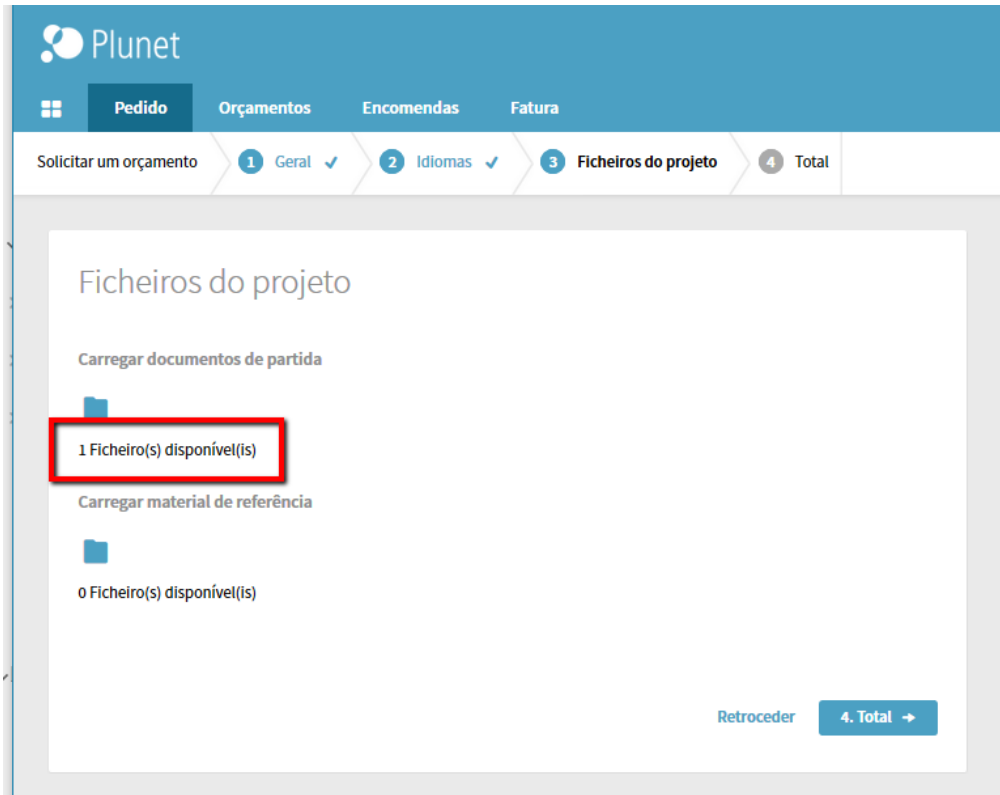 Plunet
Pedido Orçamentos Encomendas Fatura
Solicitar um orçamento 1 Geral 2 Idiomas 3 Ficheiros do projeto 4 Total
Ficheiros do projeto
Carregar documentos de partida
1 Ficheiro(s) disponível(is)
Carregar material de referência
0 Ficheiro(s) disponível(is)
Retroceder 4. Total